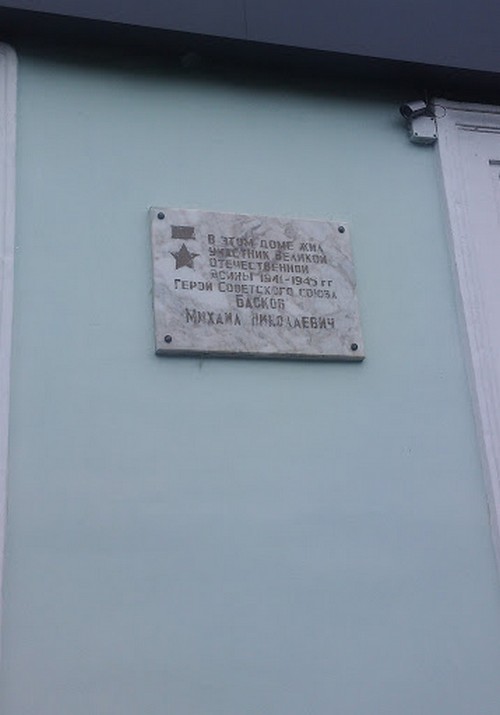 В ЭТОМ ДОМЕ ЖИЛ
УЧАСТНИК ВЕЛИКОЙ
ОТЕЧЕСТВЕННОЙ
ВОЙНЫ 1941-1945 ГГ
ГЕРОЙ СОВЕТСКОГО СОЮЗА
БАСКОВ
МИХАИЛ НИКОЛАЕВИЧ